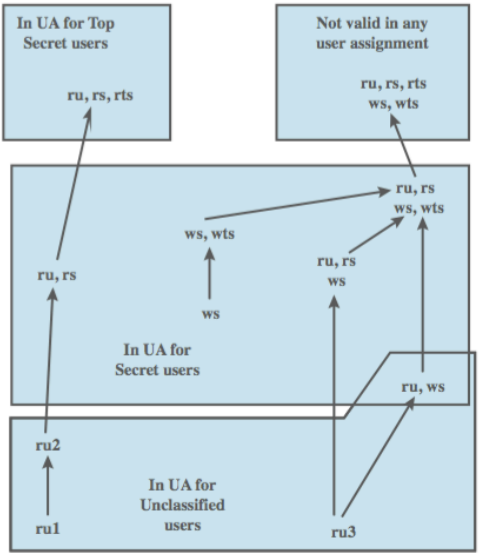 In UA for Top
Secret users
ru, rs, rts
Not valid in any
user assignment
ru, rs, rts
ws, wts
ru, rs
ws, wts
ws, wts
ru, rs
ws
ru, rs
ws
In UA for
Secret users
ru, ws
ru2
In UA for
Unclassified
users
ru1
ru3